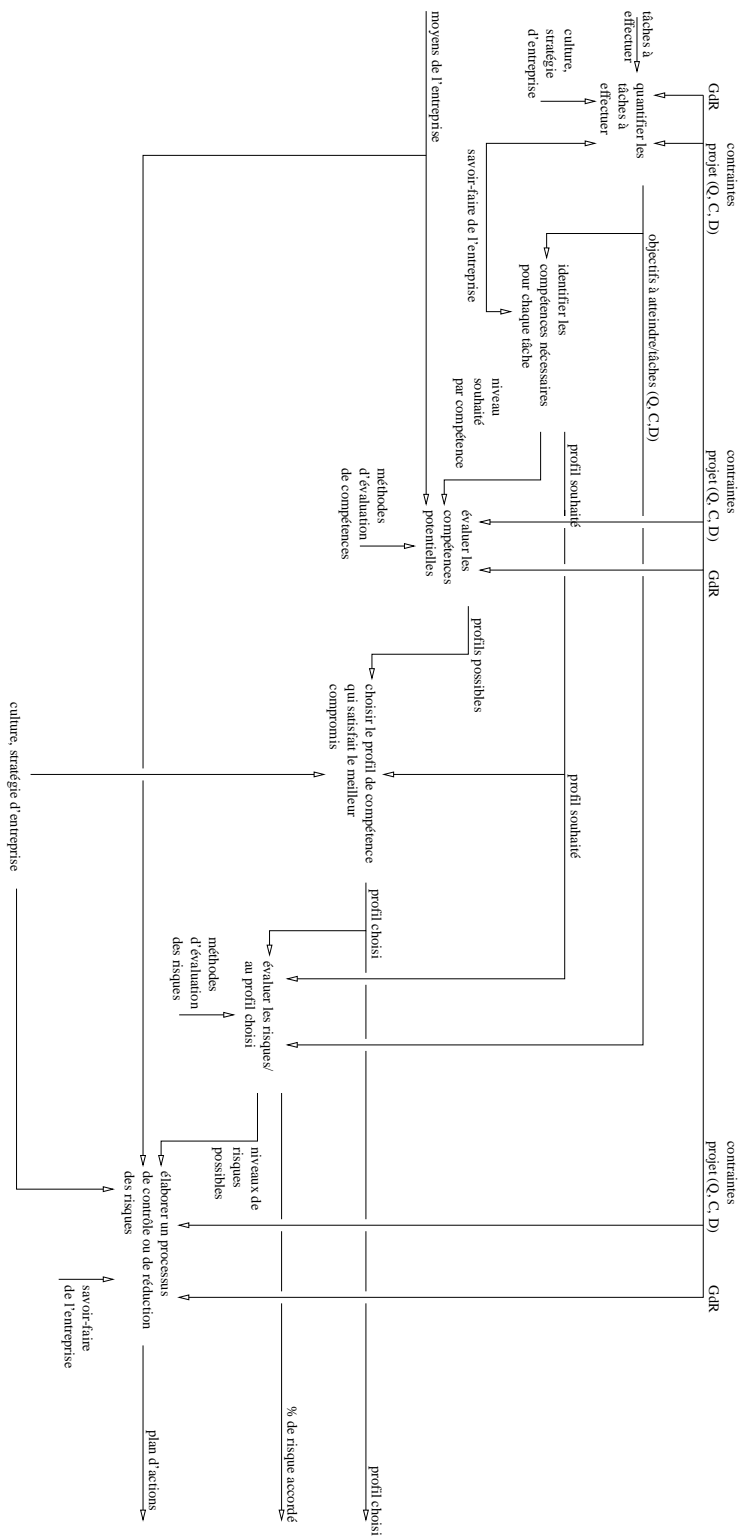 tâches à
effectuer
GdR
contraintes
projet (Q, C, D)
quantifier les
tâches à
effectuer
culture,
stratégie
d'entreprise
savoir-faire de l'entreprise
moyens de l'entreprise
objectifs à atteindre/tâches (Q, C,D)
identifier les
compétences nécessaires
pour chaque tâche
niveau
souhaité
par compétence
profil souhaité
contraintes
projet (Q, C, D)
GdR
évaluer les
compétences
potentielles
méthodes
d'évaluation
de compétences
profils possibles
choisir le profil de compétence
qui satisfait le meilleur
compromis
profil souhaité
culture, stratégie d'entreprise
profil choisi
évaluer les risques/
au profil choisi
méthodes
d'évaluation
des risques
niveaux de
risques
possibles
contraintes
projet (Q, C, D)
GdR
élaborer un processus
de contrôle ou de réduction
des risques
savoir-faire
de l'entreprise
profil choisi
% de risque accordé
plan d'actions